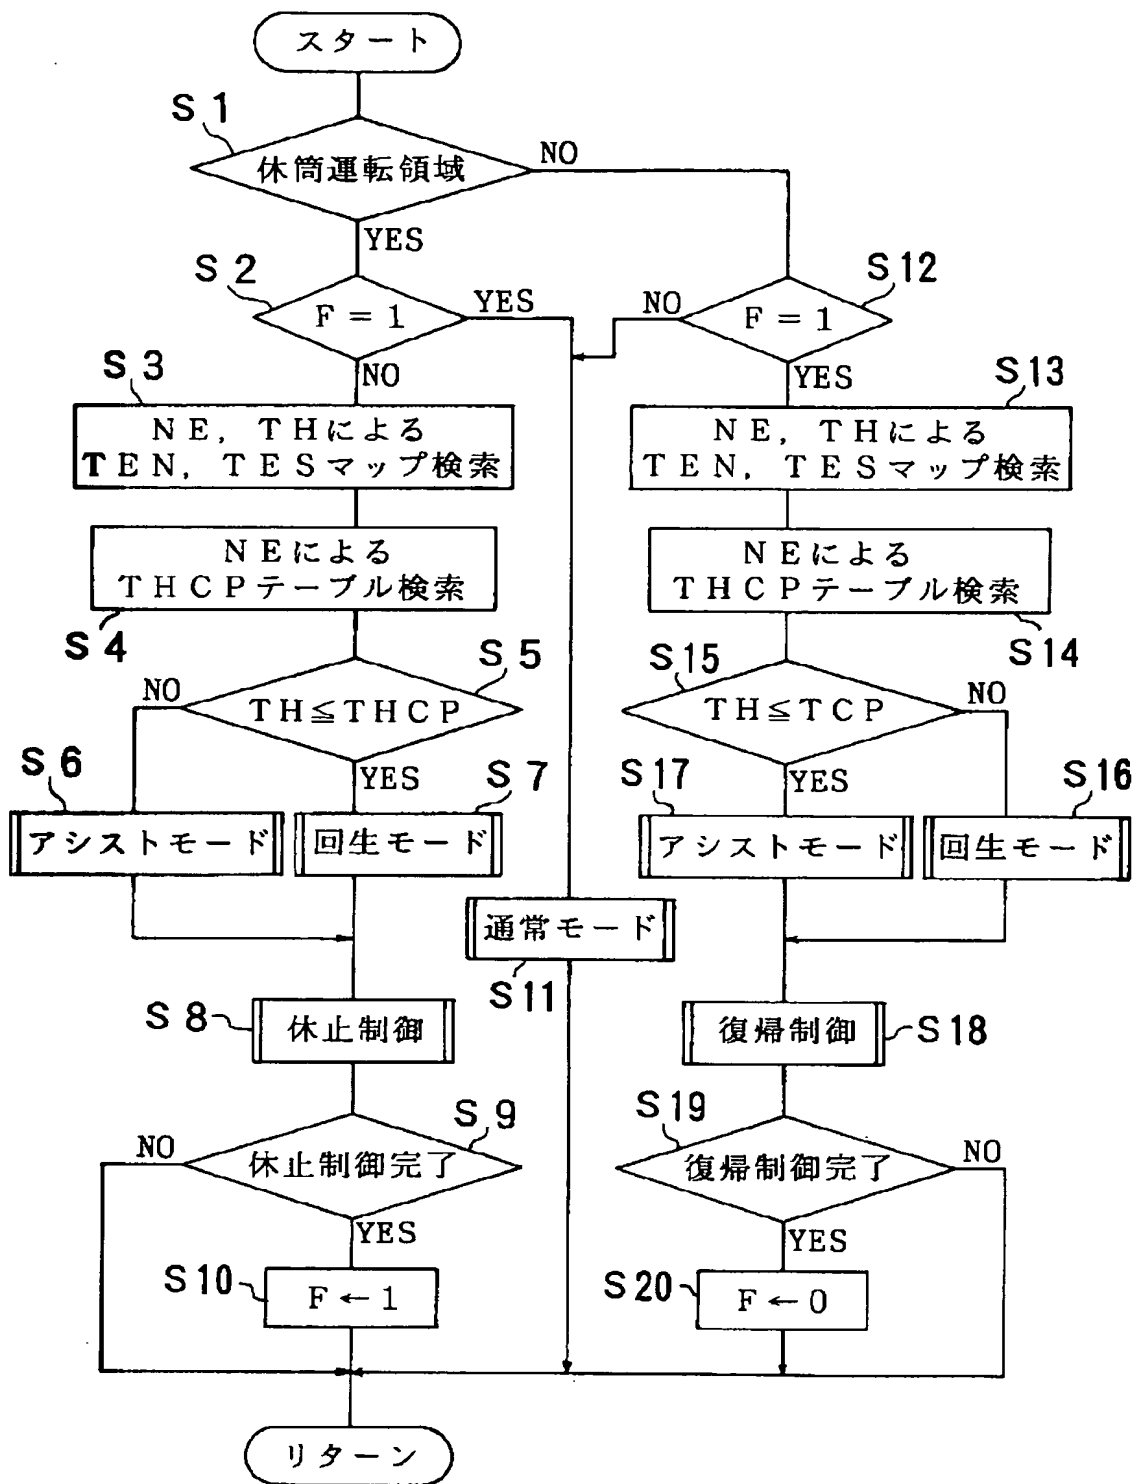 スタート
S1
休筒運転領域
NO
YES
S2
F=1
YES
NO
S12
F=1
NO
YES
S3
NE, THによる
TEN, TESマップ検索
S13
NE, THによる
TEN, TESマップ検索
NEによる
THCPテーブル検索
S4
NEによる
THCPテーブル検索
S14
S5
NO
TH≦THCP
YES
S15
TH≦TCP
NO
YES
S6
アシストモード
S7
回生モード
S17
アシストモード
S16
回生モード
通常モード
S11
S8
休止制御
復帰制御
S18
S9
NO
休止制御完了
YES
S19
復帰制御完了
NO
YES
S10
F←1
S20
F←0
リターン